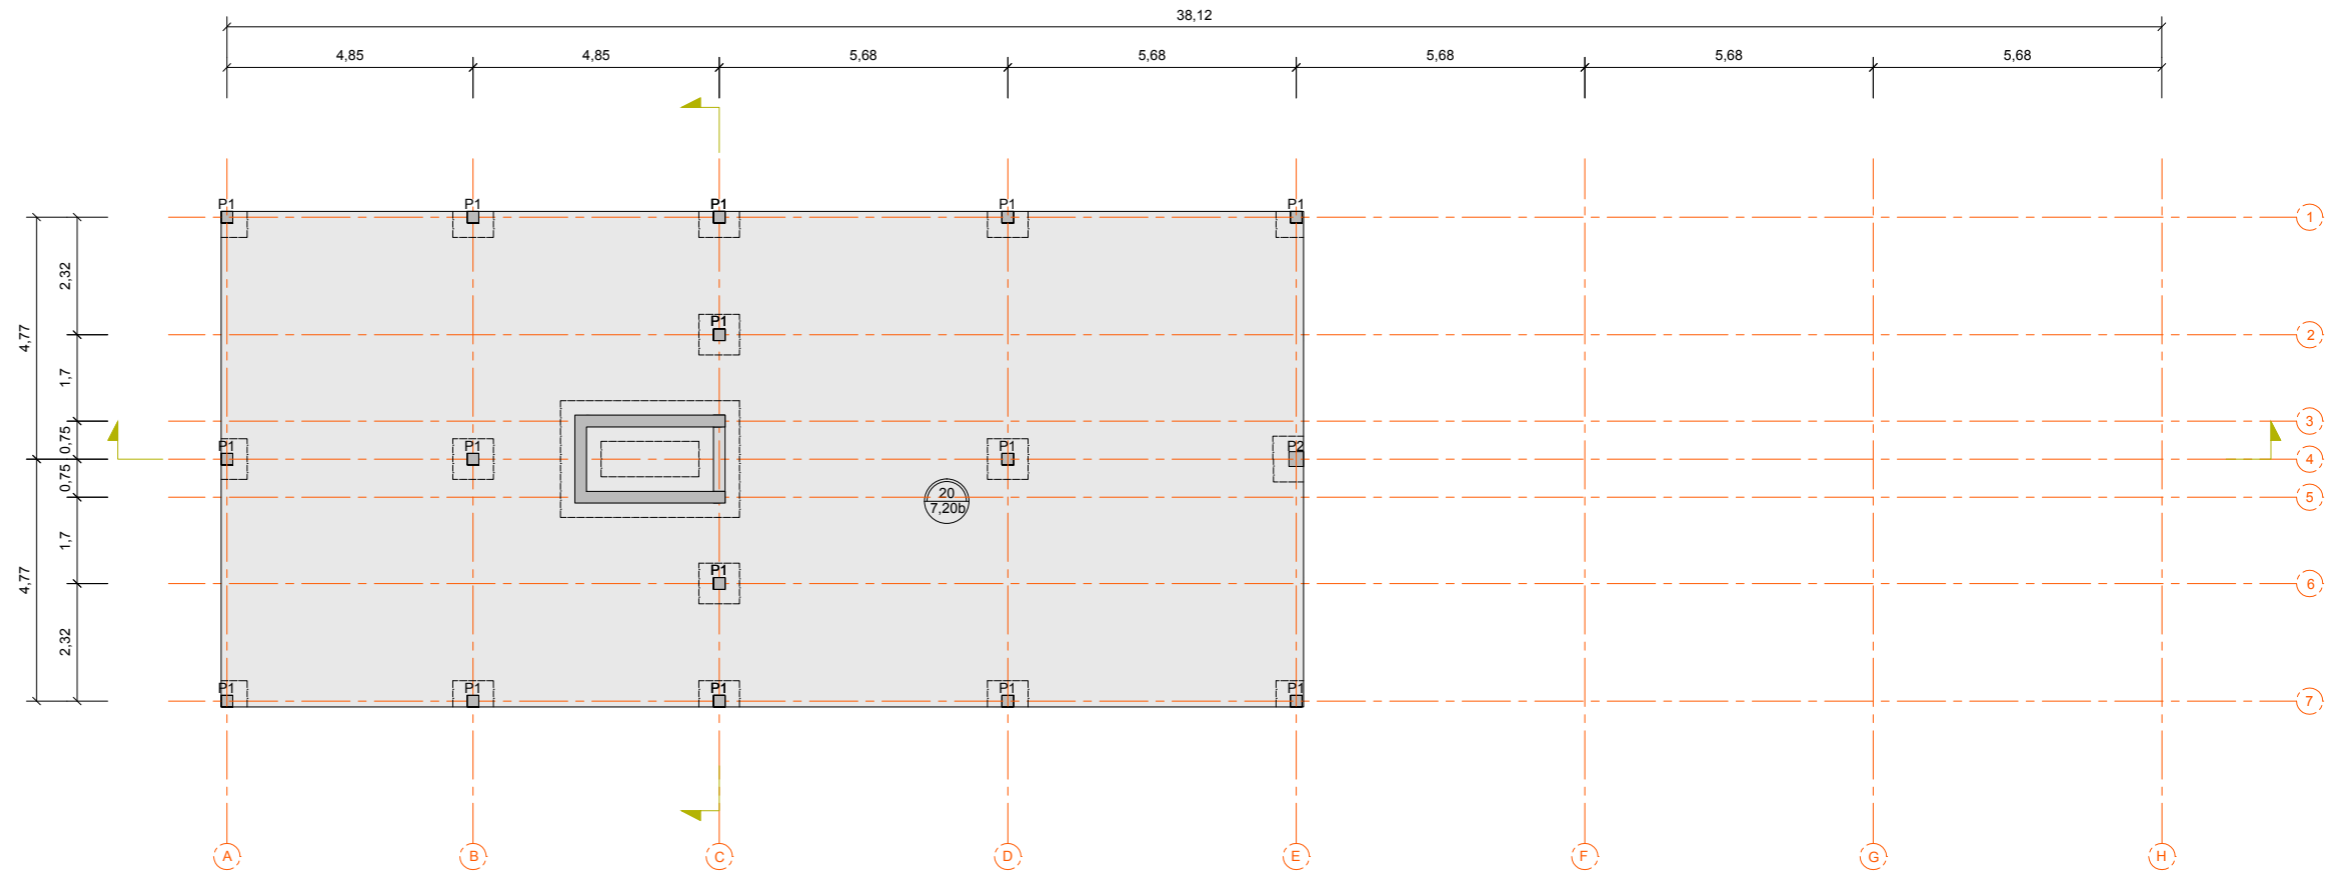 38,12
4,85 4,85 5,68 5,68 5,68 5,68 5,68
P1 P1 P1 P1 P1
1
2,32
P1
2
4,77
1,7
3
0,75
P1 P1 P1 P2
4
0,75
20
7,20b
5
1,7
P1
6
4,77
2,32
P1 P1 P1 P1 P1
7
A B C D E F G H